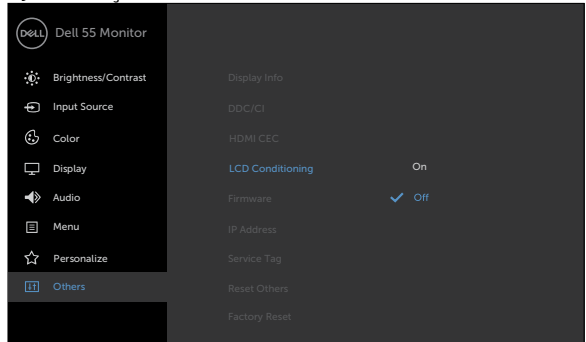 DELL Dell 55 Monitor
Brightness/Contrast Display Info
Input Source DDC/CI
Color HDMI CEC
Display LCD Conditioning On
Audio Firmware Off
Menu IP Address
Personalize Service Tag
Others Reset Others
Factory Reset